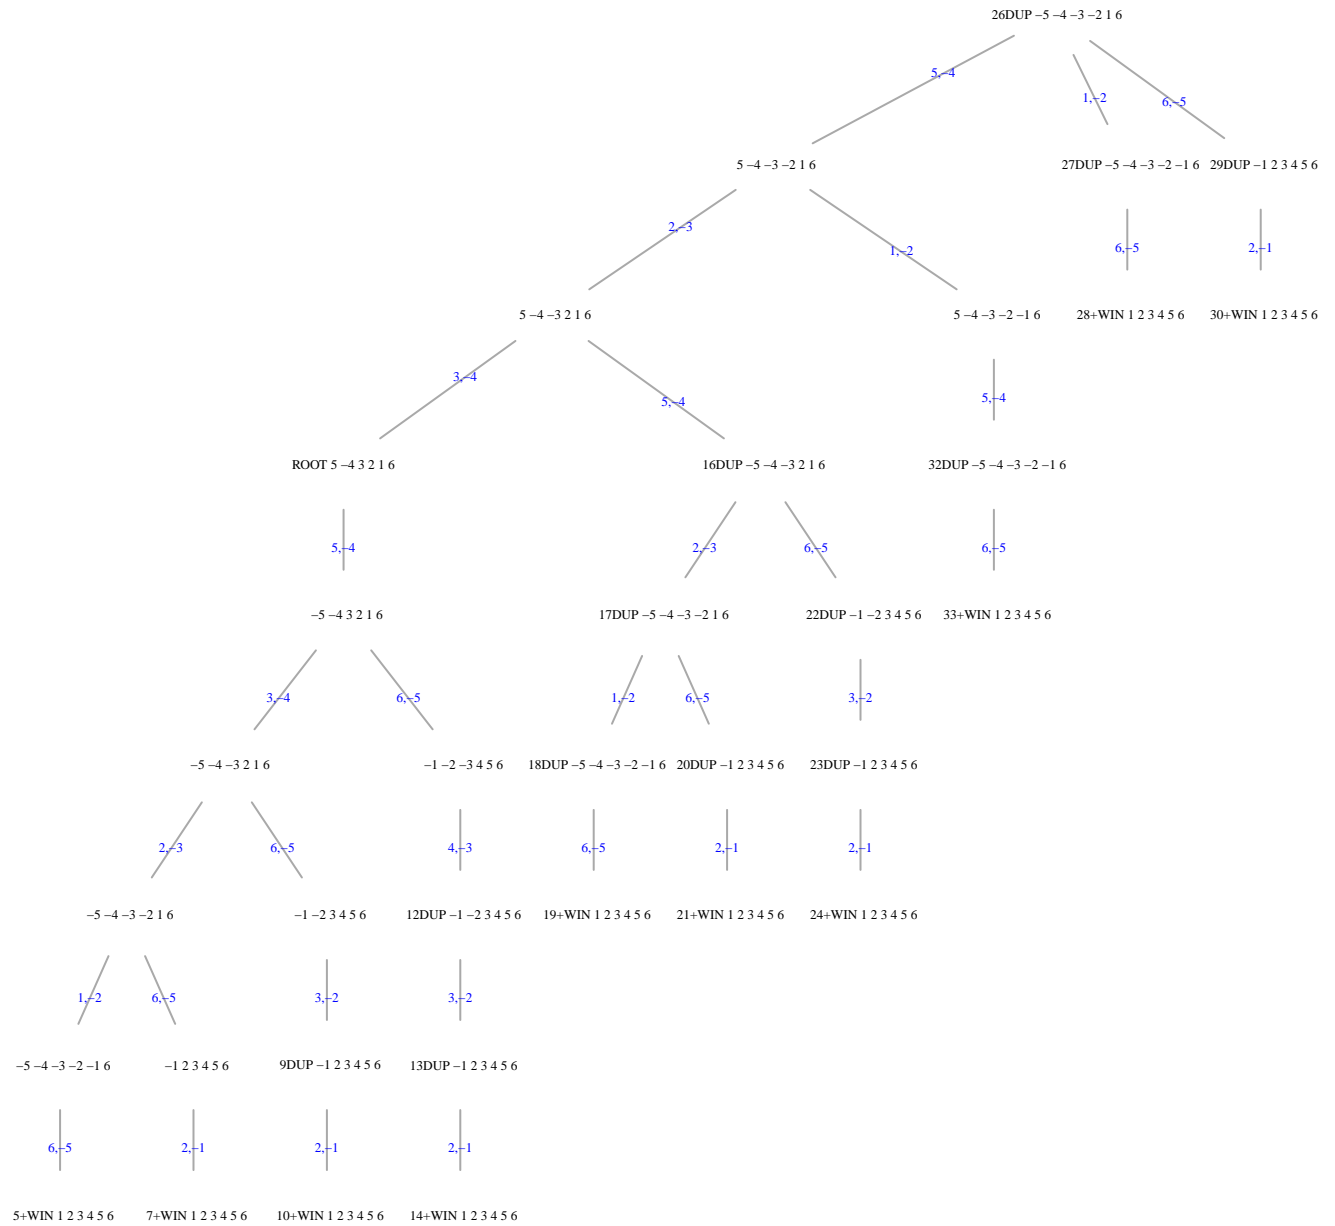 26DUP −5 −4 −3 −2 1 6
5,−4
1,−2
6,−5
5 −4 −3 −2 1 6
27DUP −5 −4 −3 −2 −1 6
29DUP −1 2 3 4 5 6
2,−3
1,−2
6,−5
2,−1
5 −4 −3 2 1 6
5 −4 −3 −2 −1 6
28+WIN 1 2 3 4 5 6
30+WIN 1 2 3 4 5 6
3,−4
5,−4
5,−4
ROOT 5 −4 3 2 1 6
16DUP −5 −4 −3 2 1 6
32DUP −5 −4 −3 −2 −1 6
5,−4
2,−3
6,−5
6,−5
−5 −4 3 2 1 6
17DUP −5 −4 −3 −2 1 6
22DUP −1 −2 3 4 5 6
33+WIN 1 2 3 4 5 6
3,−4
6,−5
1,−2
6,−5
3,−2
−5 −4 −3 2 1 6
−1 −2 −3 4 5 6
18DUP −5 −4 −3 −2 −1 6
20DUP −1 2 3 4 5 6
23DUP −1 2 3 4 5 6
2,−3
6,−5
4,−3
6,−5
2,−1
2,−1
−5 −4 −3 −2 1 6
−1 −2 3 4 5 6
12DUP −1 −2 3 4 5 6
19+WIN 1 2 3 4 5 6
21+WIN 1 2 3 4 5 6
24+WIN 1 2 3 4 5 6
1,−2
6,−5
3,−2
3,−2
−5 −4 −3 −2 −1 6
−1 2 3 4 5 6
9DUP −1 2 3 4 5 6
13DUP −1 2 3 4 5 6
6,−5
2,−1
2,−1
2,−1
5+WIN 1 2 3 4 5 6
7+WIN 1 2 3 4 5 6
10+WIN 1 2 3 4 5 6
14+WIN 1 2 3 4 5 6